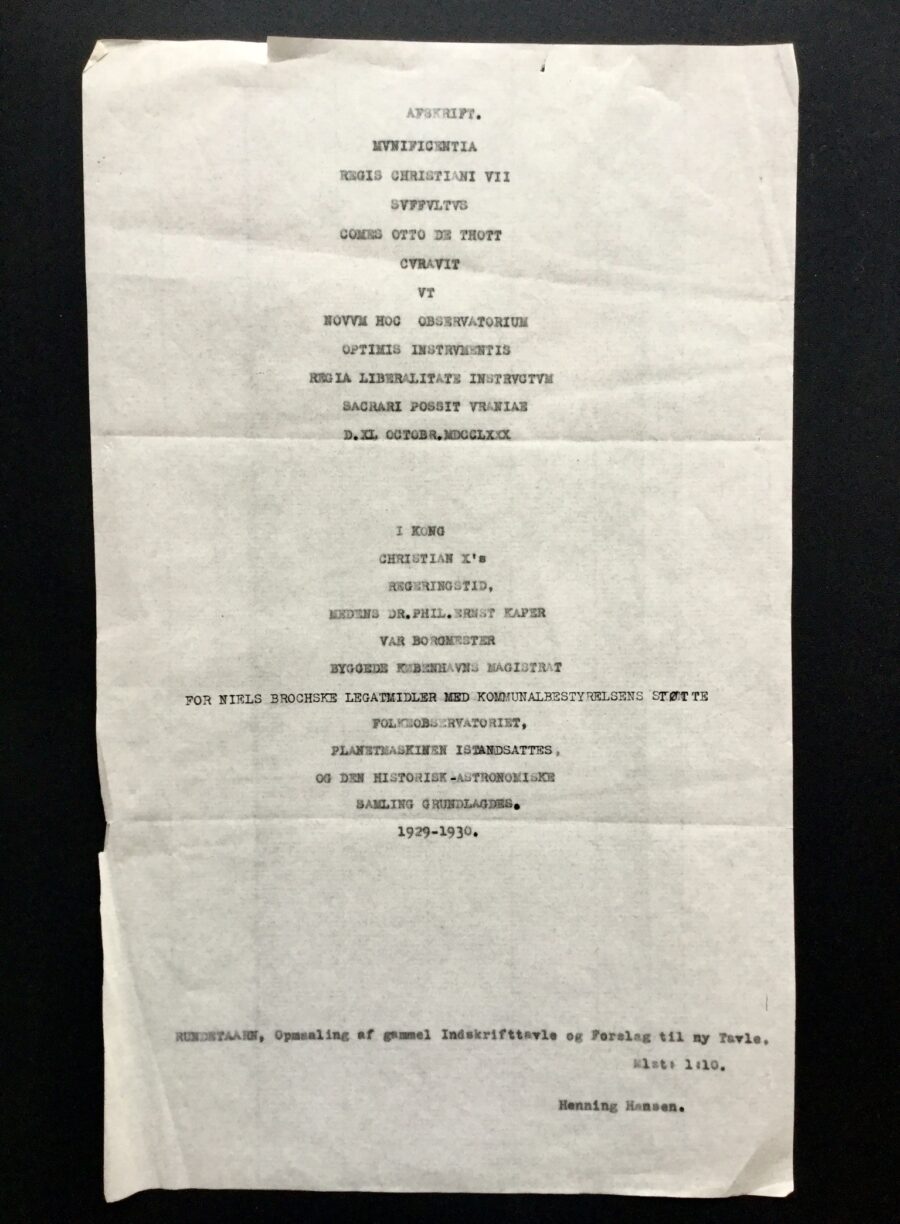 AFSKRIFT.
MVNIFICENTIA
REGIS CHRISTIANI VII
SVFFVLTVS
COMES OTTO DE THOTT
CVRAVIT
VT
NOVVM HOC OBSERVATORIUM
OPTIMIS INSTRVMENTIS
REGIA LIBERALITATE INSTRVCTVM
SACRARI POSSIT VRANIAE
D.XL OCTOBR.MDCCLXXX
I KONG
CHRISTIAN X's
REGERINGSTID,
MEDENS DR.PHIL.ERNST KAPER
VAR BORGMESTER
BYGGEDE KØBENHAVNS MAGISTRAT
FOR NIELS BROCHSKE LEGATMIDLER MED KOMMUNALBESTYRELSENS STØTTE
FOLKEOBSERVATORIET,
PLANETMASKINEN ISTANDSATTES,
OG DEN HISTORISK-ASTRONOMISKE
SAMLING GRUNDLAGDES.
1929-1930.
RUNDETAARN, Opmaaling af gammel Indskrifttavle og Forslag til ny Tavle.
Mlst: 1:10.
Henning Hansen.